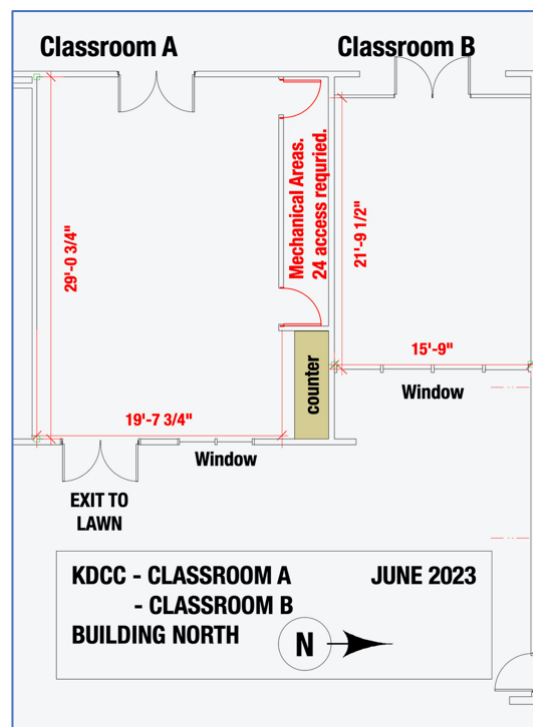 Classroom A
Classroom B
Mechanical Areas.
24 access requried.
29'-0 3/4"
21'-9 1/2"
15'-9"
counter
Window
19'-7 3/4"
Window
EXIT TO
LAWN
KDCC - CLASSROOM A
JUNE 2023
- CLASSROOM B
BUILDING NORTH
N